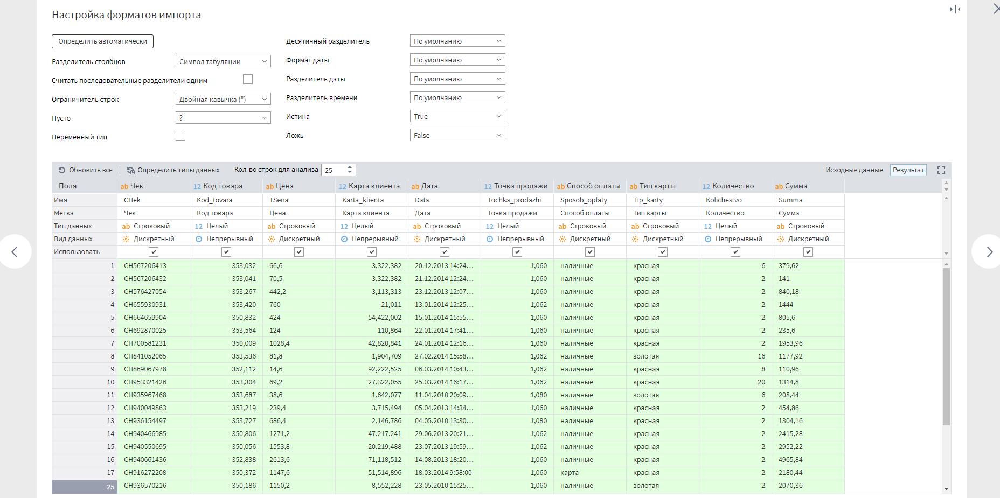 Настройка форматов импорта
Определить автоматически
Разделитель столбцов Символ табуляции
Считать последовательные разделители одним
Ограничитель строк Двойная кавычка (")
Пусто ?
Переменный тип
Десятичный разделитель По умолчанию
Формат даты По умолчанию
Разделитель даты По умолчанию
Разделитель времени По умолчанию
Истина True
Ложь False
Обновить все Определить типы данных Кол-во строк для анализа 25 Исходные данные Результат
Поля ab Чек 12 Код товара ab Цена 12 Карта клиента ab Дата 12 Точка продажи ab Способ оплаты ab Тип карты 12 Количество ab Сумма
Имя CHek Kod_tovara TSena Karta_klienta Data Tochka_prodazhi Sposob_oplaty Tip_karty Kolichestvo Summa
Метка Чек Код товара Цена Карта клиента Дата Точка продажи Способ оплаты Тип карты Количество Сумма
Тип данных ab Строковый 12 Целый ab Строковый 12 Целый ab Строковый 12 Целый ab Строковый ab Строковый 12 Целый ab Строковый
Вид данных Дискретный Непрерывный Дискретный Непрерывный Дискретный Непрерывный Дискретный Дискретный Непрерывный Дискретный
Использовать
1 CH567206413 353,032 66,6 3,322,382 20.12.2013 14:24... 1,060 наличные красная 6 379,62
2 CH567206432 353,041 70,5 3,322,382 21.12.2014 12:24... 1,060 наличные красная 2 141
3 CH576427054 353,267 442,2 3,113,313 23.12.2013 12:07... 1,060 наличные красная 2 840,18
4 CH655930931 353,420 760 21,011 13.01.2014 12:25... 1,062 наличные красная 2 1444
5 CH664659904 350,832 424 54,422,002 15.01.2014 15:55... 1,060 наличные красная 2 805,6
6 CH692870025 353,564 124 110,864 22.01.2014 17:41... 1,060 наличные красная 2 235,6
7 CH700581231 350,009 1028,4 42,820,841 24.01.2014 12:16... 1,060 наличные красная 2 1953,96
8 CH841052065 353,536 81,8 1,904,709 27.02.2014 15:58... 1,062 наличные золотая 16 1177,92
9 CH869067978 352,112 14,6 92,222,525 06.03.2014 10:43... 1,062 наличные красная 8 110,96
10 CH953321426 353,304 69,2 27,322,055 25.03.2014 16:17... 1,062 наличные красная 20 1314,8
11 CH935967468 353,687 38,6 1,642,077 11.04.2010 20:09... 1,080 наличные золотая 6 208,44
12 CH940049863 353,219 239,4 3,715,494 05.04.2013 14:34... 1,060 наличные красная 2 454,86
13 CH936154497 353,727 686,4 2,146,786 04.05.2010 13:30... 1,080 наличные красная 2 1304,16
14 CH940466985 350,806 1271,2 47,217,241 29.06.2013 20:21... 1,062 наличные красная 2 2415,28
15 CH940550695 350,056 1553,8 20,219,488 23.07.2013 19:59... 1,062 наличные красная 2 2952,22
16 CH940661436 352,838 2613,6 71,118,512 14.08.2013 18:20... 1,060 наличные красная 2 4965,84
17 CH916272208 350,372 1147,6 51,514,896 18.03.2014 9:58:00 1,060 карта красная 2 2180,44
25 CH936570216 350,186 1150,2 8,552,228 23.05.2010 15:25... 1,060 наличные золотая 2 2070,36